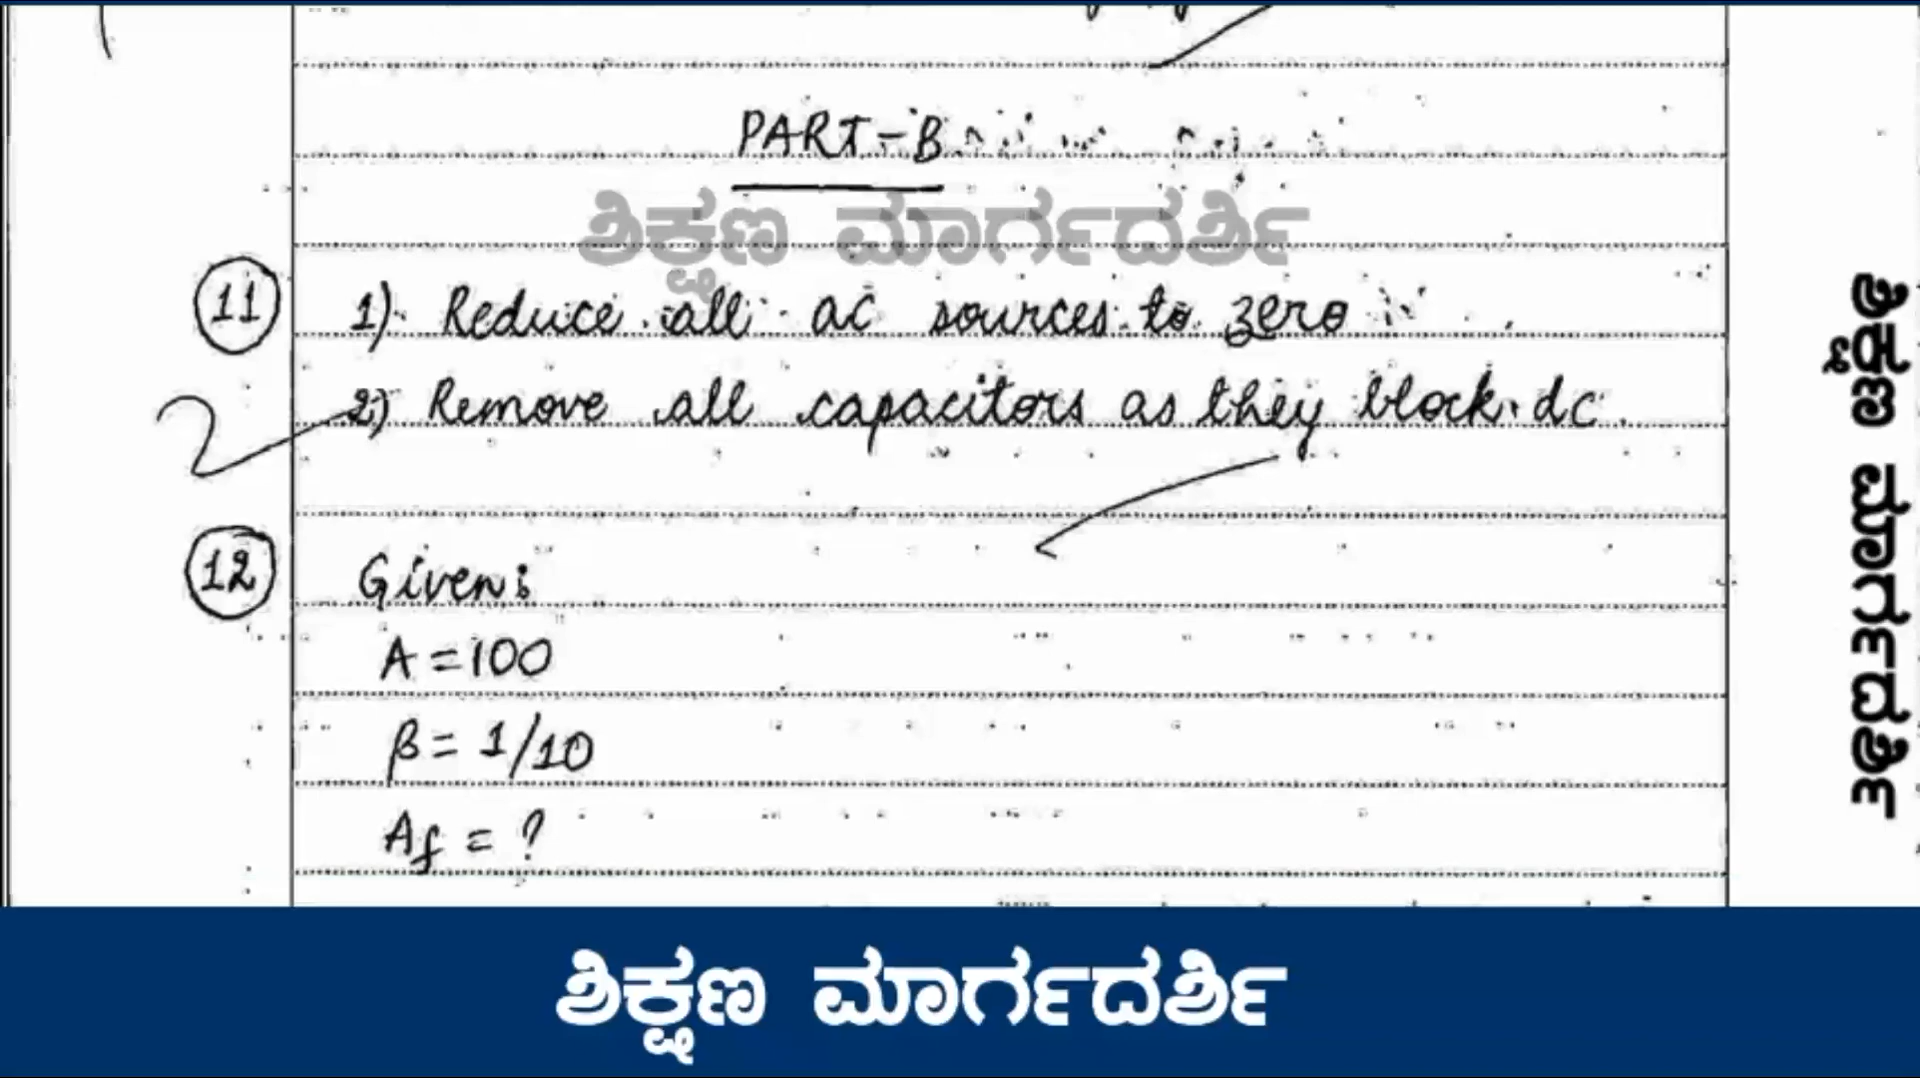 PART-B
ಶಿಕ್ಷಣ ಮಾರ್ಗದರ್ಶಿ
11 1) Reduce all ac sources to zero
2) Remove all capacitors as they block dc.
12 Given:
A = 100
β = 1/10
Af = ?
ಶಿಕ್ಷಣ ಮಾರ್ಗದರ್ಶಿ
ಶಿಕ್ಷಣ ಮಾರ್ಗದರ್ಶಿ